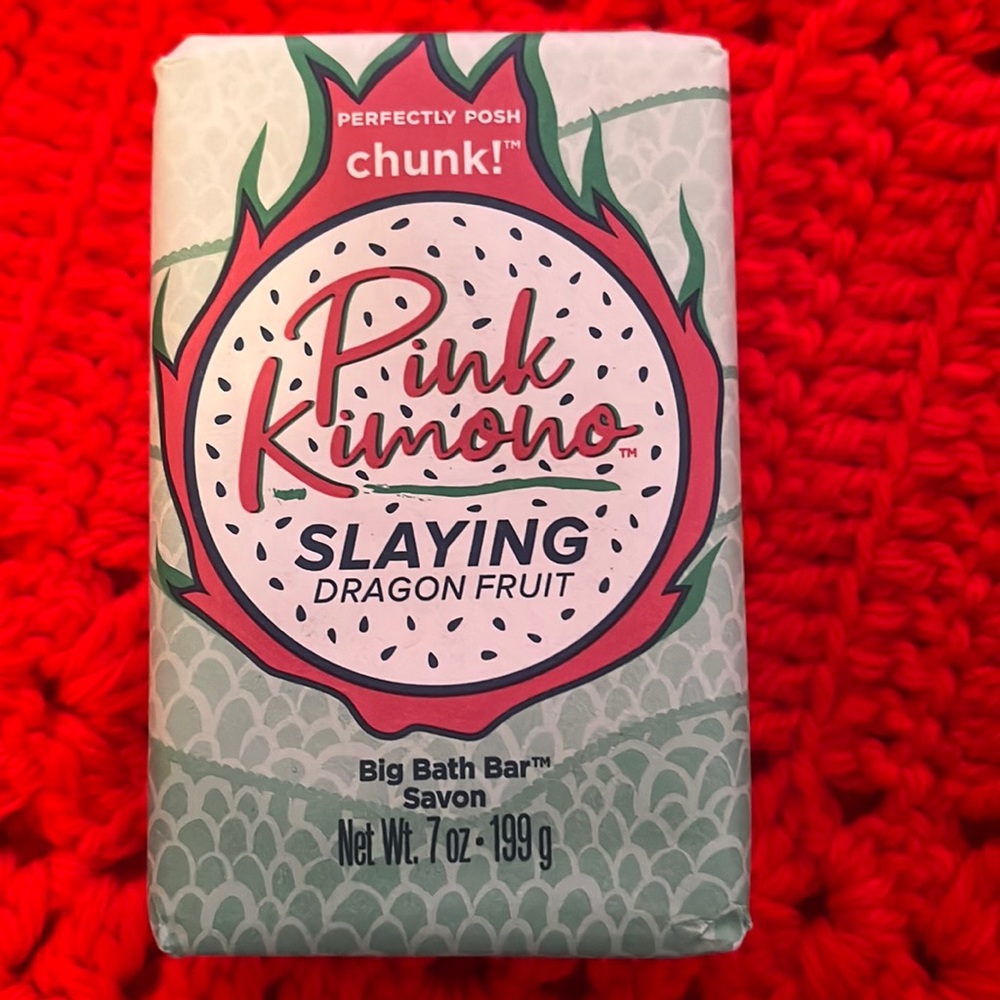 PERFECTLY POSH
chunk!™
Pink
Kimono™
SLAYING
DRAGON FRUIT
Big Bath Bar™
Savon
Net Wt. 7 oz • 199 g